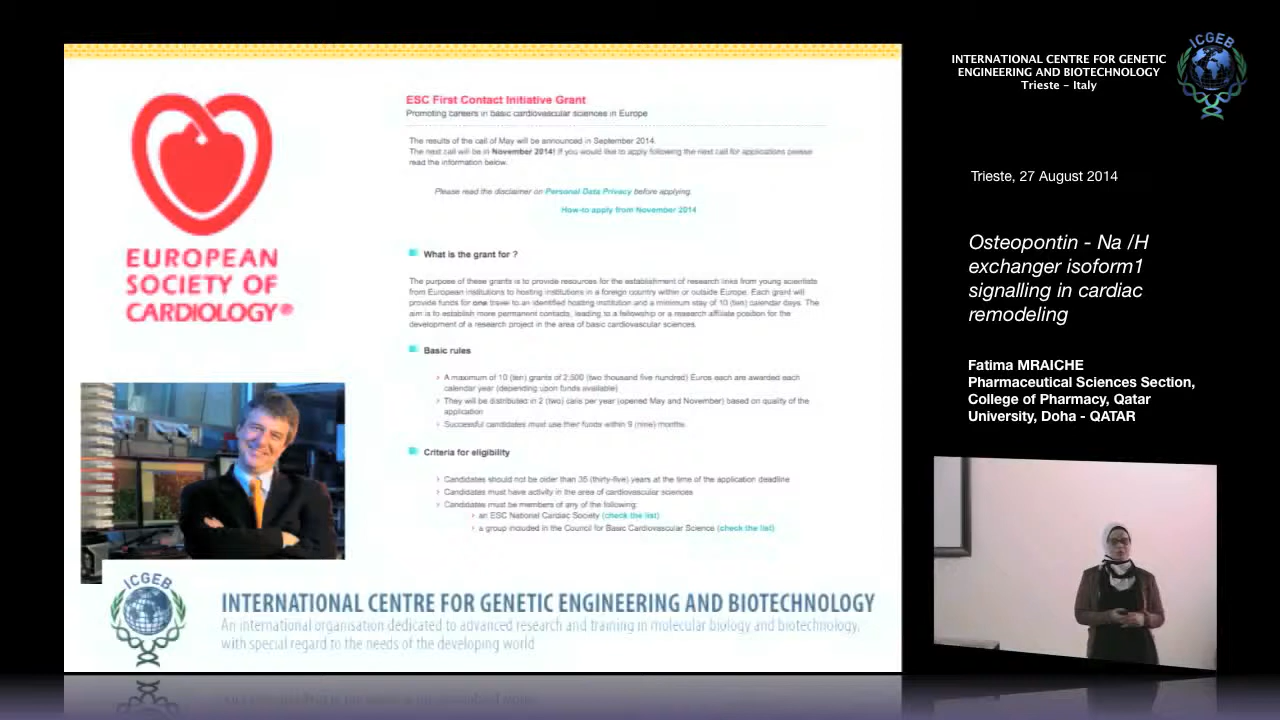 EUROPEAN
SOCIETY OF
CARDIOLOGY®
ESC First Contact Initiative Grant
Promoting careers in basic cardiovascular sciences in Europe
The results of the call of May will be announced in September 2014.
The next call will be in November 2014! If you would like to apply following the next call for applications please
read the information below.
Please read the disclaimer on Personal Data Privacy before applying.
How-to apply from November 2014
What is the grant for ?
The purpose of these grants is to provide resources for the establishment of research links from young scientists
from European institutions to hosting institutions in a foreign country within or outside Europe. Each grant will
provide funds for one travel to an identified hosting institution and a minimum stay of 10 (ten) calendar days. The
aim is to establish more permanent contacts, leading to a fellowship or a research affiliate position for the
development of a research project in the area of basic cardiovascular sciences.
Basic rules
A maximum of 10 (ten) grants of 2,500 (two thousand five hundred) Euros each are awarded each
calendar year (depending upon funds available)
They will be distributed in 2 (two) calls per year (opened May and November) based on quality of the
application
Successful candidates must use their funds within 9 (nine) months.
Criteria for eligibility
Candidates should not be older than 35 (thirty-five) years at the time of the application deadline
Candidates must have activity in the area of cardiovascular sciences
Candidates must be members of any of the following:
an ESC National Cardiac Society (check the list)
a group included in the Council for Basic Cardiovascular Science (check the list)
ICGEB
INTERNATIONAL CENTRE FOR GENETIC ENGINEERING AND BIOTECHNOLOGY
An international organisation dedicated to advanced research and training in molecular biology and biotechnology,
with special regard to the needs of the developing world
INTERNATIONAL CENTRE FOR GENETIC
ENGINEERING AND BIOTECHNOLOGY
Trieste - Italy
ICGEB
Trieste, 27 August 2014
Osteopontin - Na /H
exchanger isoform1
signalling in cardiac
remodeling
Fatima MRAICHE
Pharmaceutical Sciences Section,
College of Pharmacy, Qatar
University, Doha - QATAR